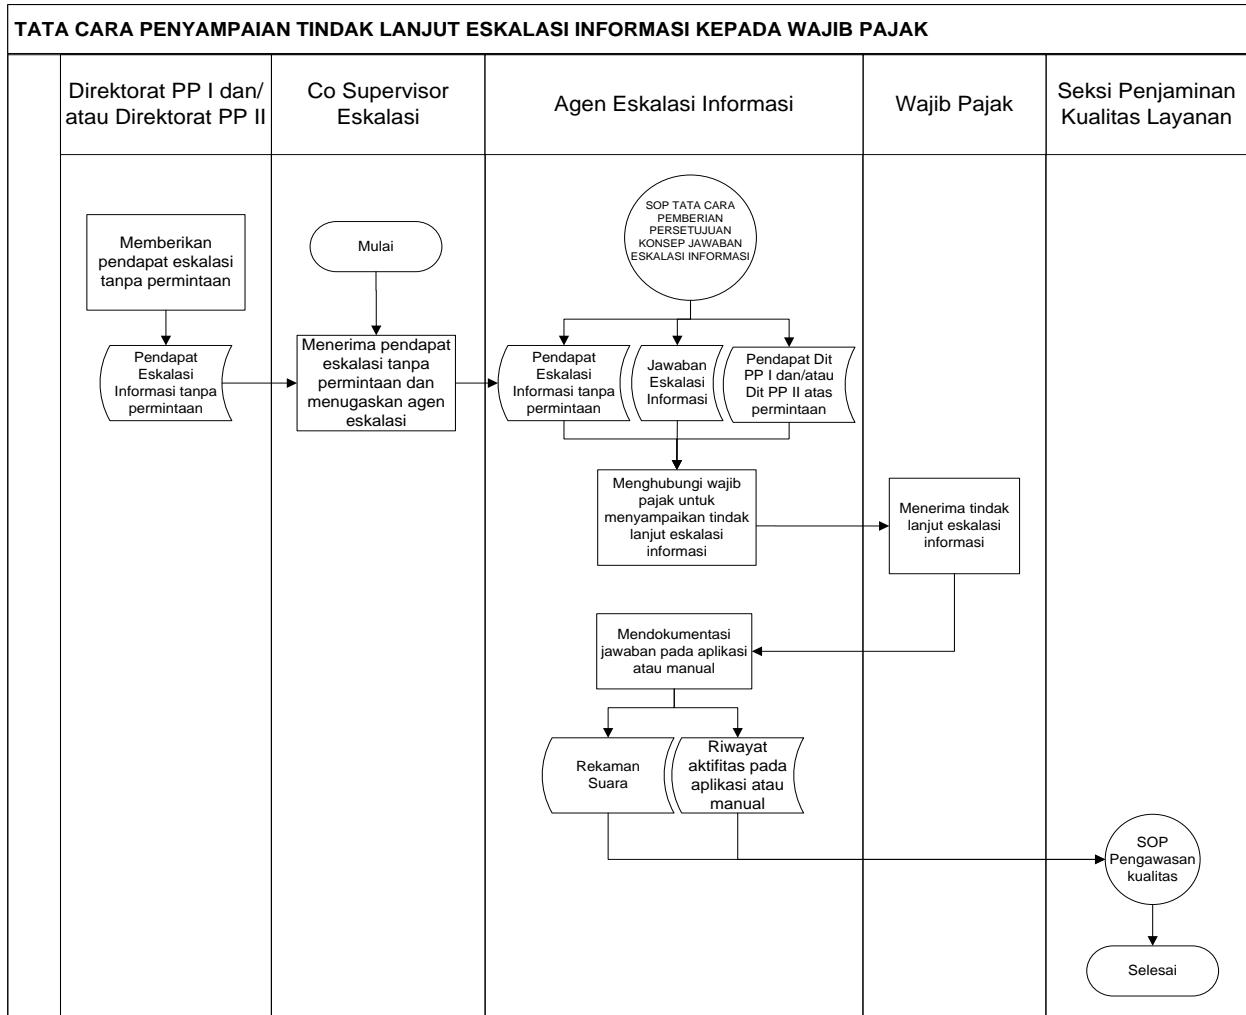 TATA CARA PENYAMPAIAN TINDAK LANJUT ESKALASI INFORMASI KEPADA WAJIB PAJAK
Direktorat PP I dan/
atau Direktorat PP II
Co Supervisor
Eskalasi
Agen Eskalasi Informasi
Wajib Pajak
Seksi Penjaminan
Kualitas Layanan
Memberikan
pendapat eskalasi
tanpa permintaan
Mulai
SOP TATA CARA
PEMBERIAN
PERSETUJUAN
KONSEP JAWABAN
ESKALASI INFORMASI
Pendapat
Eskalasi
Informasi tanpa
permintaan
Menerima pendapat
eskalasi tanpa
permintaan dan
menugaskan agen
eskalasi
Pendapat
Eskalasi
Informasi tanpa
permintaan
Jawaban
Eskalasi
Informasi
Pendapat Dit
PP I dan/atau
Dit PP II atas
permintaan
Menghubungi wajib
pajak untuk
menyampaikan tindak
lanjut eskalasi
informasi
Menerima tindak
lanjut eskalasi
informasi
Mendokumentasi
jawaban pada aplikasi
atau manual
Rekaman
Suara
Riwayat
aktifitas pada
aplikasi atau
manual
SOP
Pengawasan
kualitas
Selesai